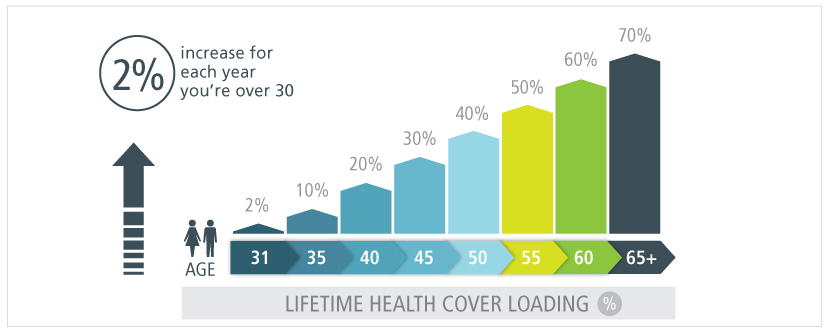 2%
increase for
each year
you're over 30
2%
10%
20%
30%
40%
50%
60%
70%
AGE
31 35 40 45 50 55 60 65+
LIFETIME HEALTH COVER LOADING %